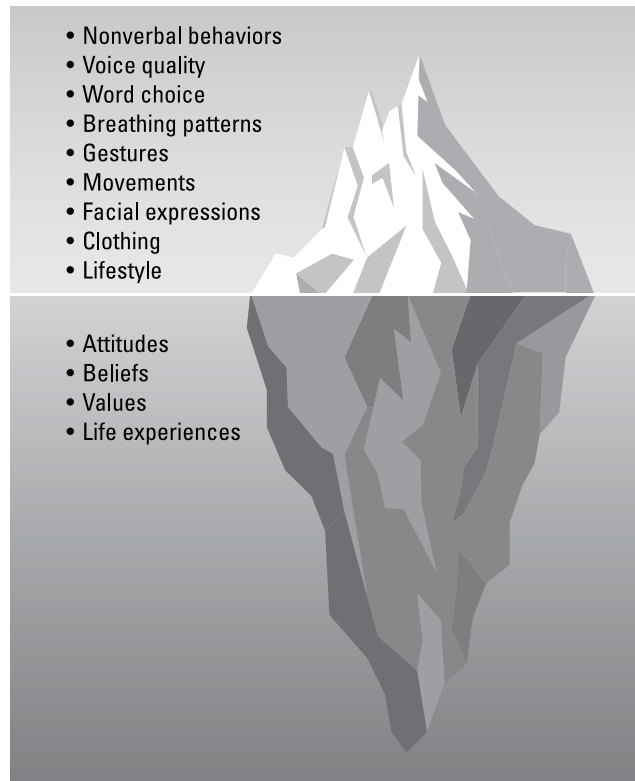 • Nonverbal behaviors
• Voice quality
• Word choice
• Breathing patterns
• Gestures
• Movements
• Facial expressions
• Clothing
• Lifestyle
• Attitudes
• Beliefs
• Values
• Life experiences